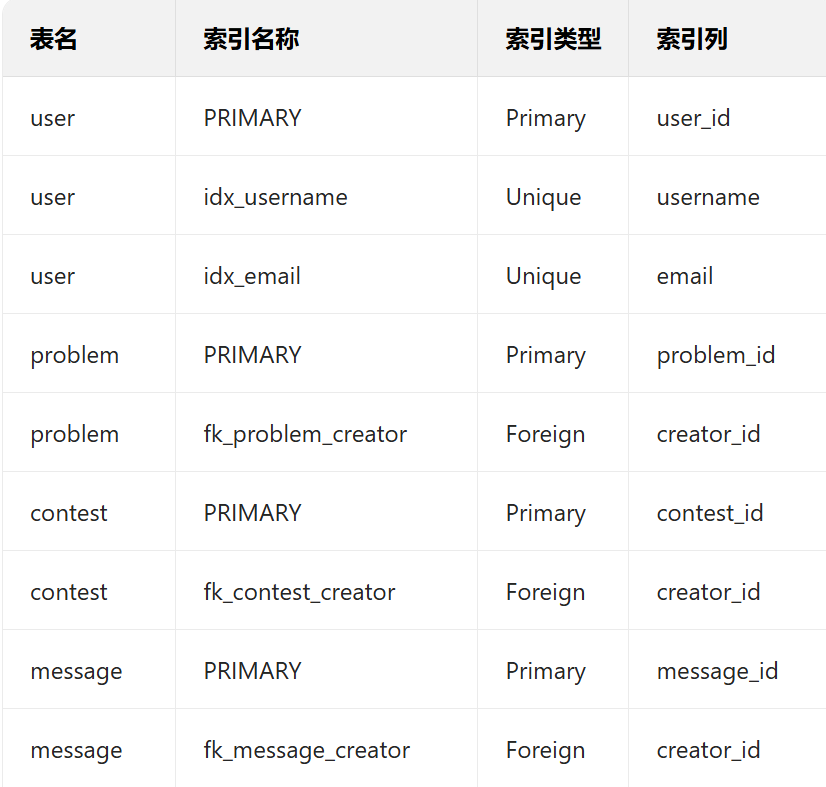 表名 索引名称 索引类型 索引列
user PRIMARY Primary user_id
user idx_username Unique username
user idx_email Unique email
problem PRIMARY Primary problem_id
problem fk_problem_creator Foreign creator_id
contest PRIMARY Primary contest_id
contest fk_contest_creator Foreign creator_id
message PRIMARY Primary message_id
message fk_message_creator Foreign creator_id